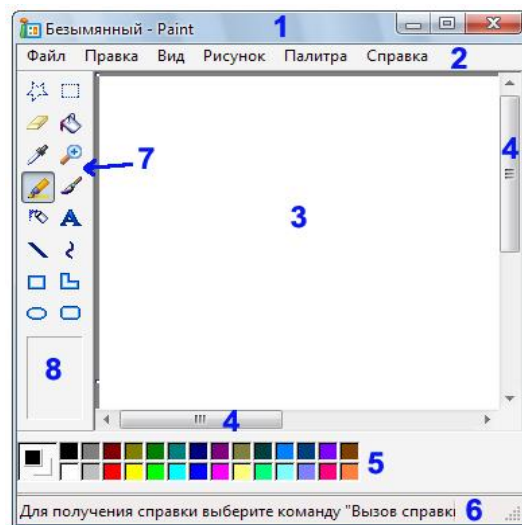 Безымянный - Paint 1
Файл Правка Вид Рисунок Палитра Справка 2
4
7
A
3
8
4
5
Для получения справки выберите команду "Вызов справк 6